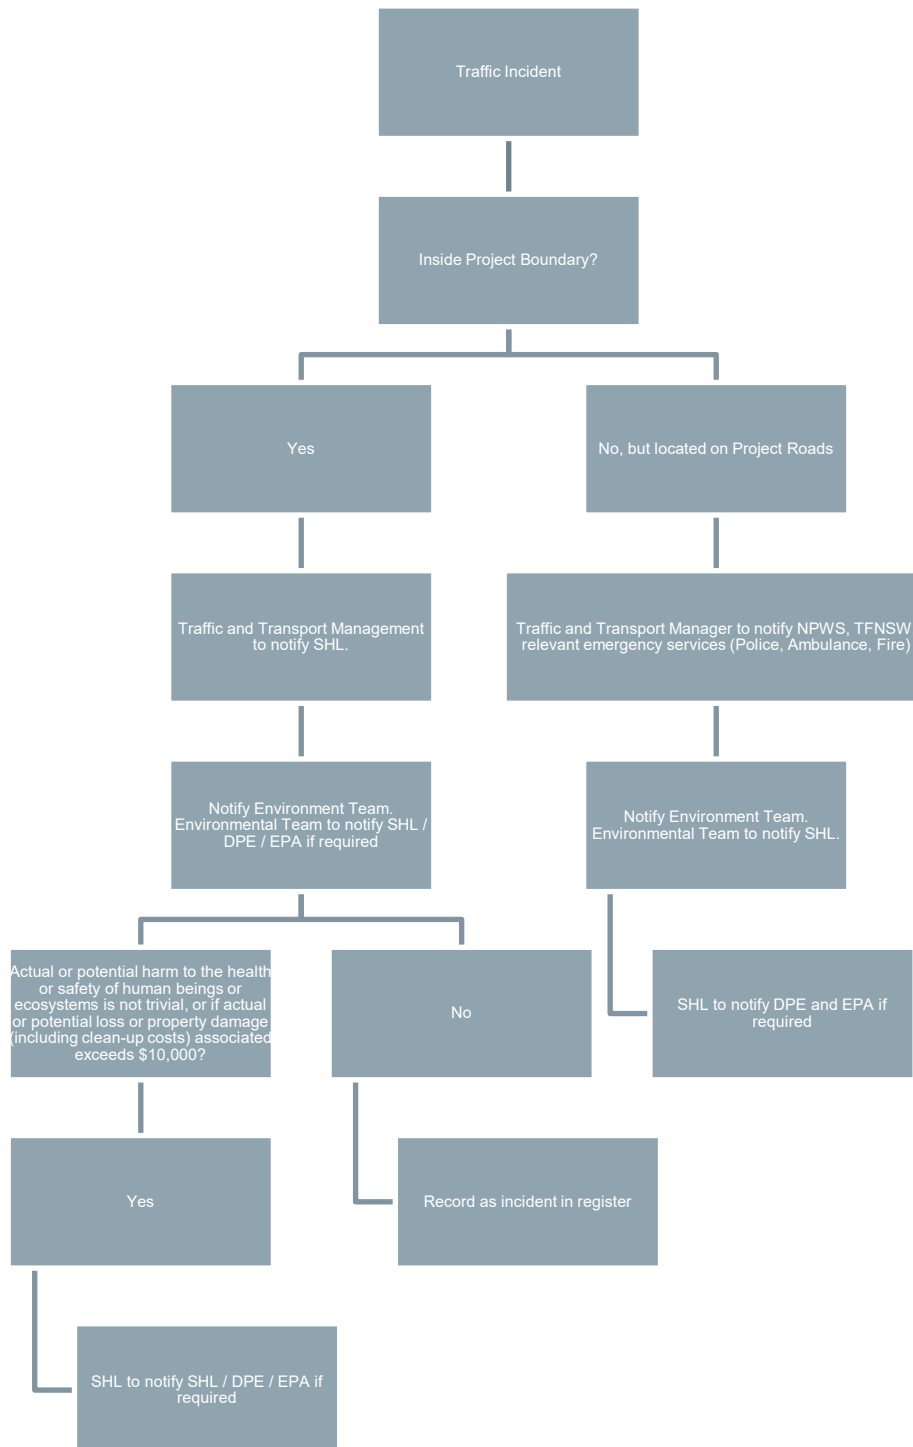 Traffic Incident
Inside Project Boundary?
Yes
No, but located on Project Roads
Traffic and Transport Management
to notify SHL.
Traffic and Transport Manager to notify NPWS, TFNSW
relevant emergency services (Police, Ambulance, Fire)
Notify Environment Team.
Environmental Team to notify SHL /
DPE / EPA if required
Notify Environment Team.
Environmental Team to notify SHL.
Actual or potential harm to the health
or safety of human beings or
ecosystems is not trivial, or if actual
or potential loss or property damage
(including clean-up costs) associated
exceeds $10,000?
No
SHL to notify DPE and EPA if
required
Yes
Record as incident in register
SHL to notify SHL / DPE / EPA if
required